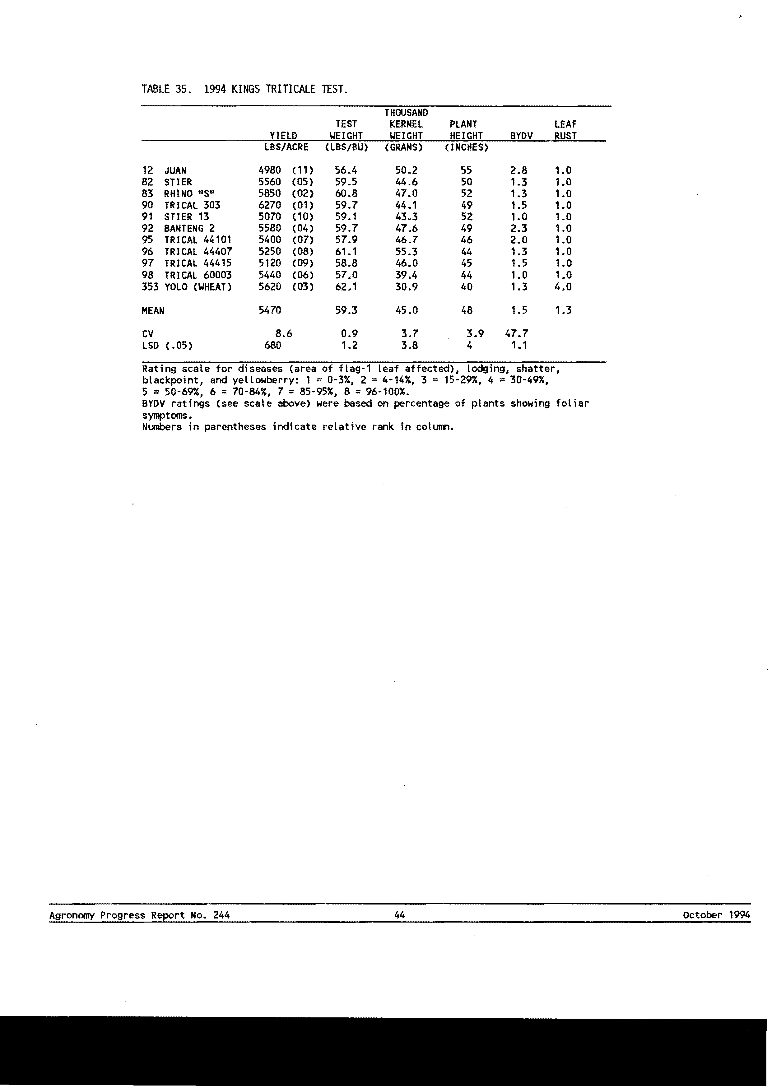 TABLE 35. 1994 KINGS TRITICALE TEST.
THOUSAND
TEST KERNEL PLANT LEAF
YIELD WEIGHT WEIGHT HEIGHT BYDV RUST
LBS/ACRE (LBS/BU) (GRAMS) (INCHES)
12 JUAN 4980 (11) 56.4 50.2 55 2.8 1.0
82 STIER 5560 (05) 59.5 44.6 50 1.3 1.0
83 RHINO "S" 5850 (02) 60.8 47.0 52 1.3 1.0
90 TRICAL 303 6270 (01) 59.7 44.1 49 1.5 1.0
91 STIER 13 5070 (10) 59.1 43.3 52 1.0 1.0
92 BANTENG 2 5580 (04) 59.7 47.6 49 2.3 1.0
95 TRICAL 44101 5400 (07) 57.9 46.7 46 2.0 1.0
96 TRICAL 44407 5250 (08) 61.1 55.3 44 1.3 1.0
97 TRICAL 44415 5120 (09) 58.8 46.0 45 1.5 1.0
98 TRICAL 60003 5440 (06) 57.0 39.4 44 1.0 1.0
353 YOLO (WHEAT) 5620 (03) 62.1 30.9 40 1.3 4.0
MEAN 5470 59.3 45.0 48 1.5 1.3
CV 8.6 0.9 3.7 3.9 47.7
LSD (.05) 680 1.2 3.8 4 1.1
Rating scale for diseases (area of flag-1 leaf affected), lodging, shatter,
blackpoint, and yellowberry: 1 = 0-3%, 2 = 4-14%, 3 = 15-29%, 4 = 30-49%,
5 = 50-69%, 6 = 70-84%, 7 = 85-95%, 8 = 96-100%.
BYDV ratings (see scale above) were based on percentage of plants showing foliar
symptoms.
Numbers in parentheses indicate relative rank in column.
Agronomy Progress Report No. 244 44 October 1994